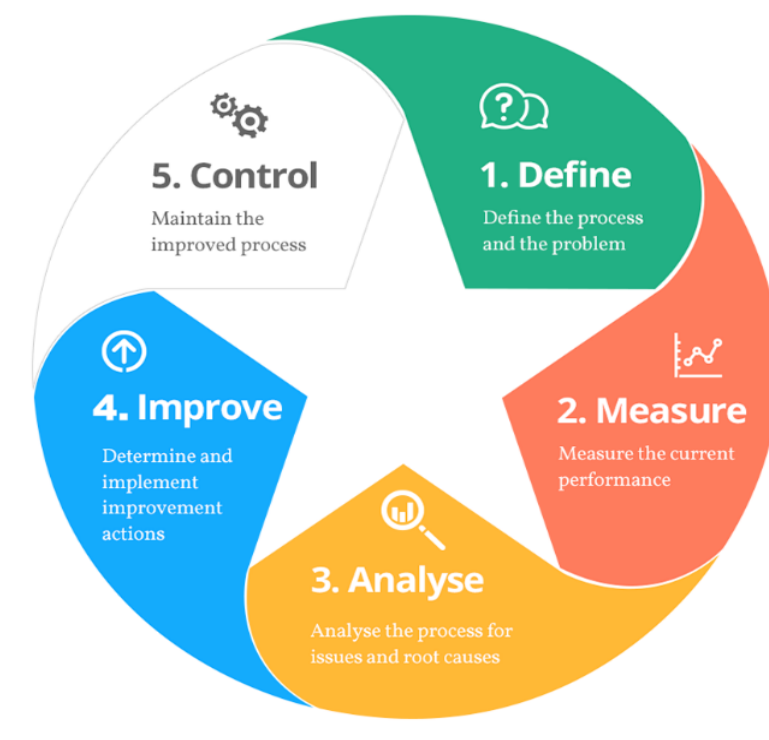 1. Define
Define the process
and the problem
2. Measure
Measure the current
performance
3. Analyse
Analyse the process for
issues and root causes
4. Improve
Determine and
implement
improvement
actions
5. Control
Maintain the
improved process